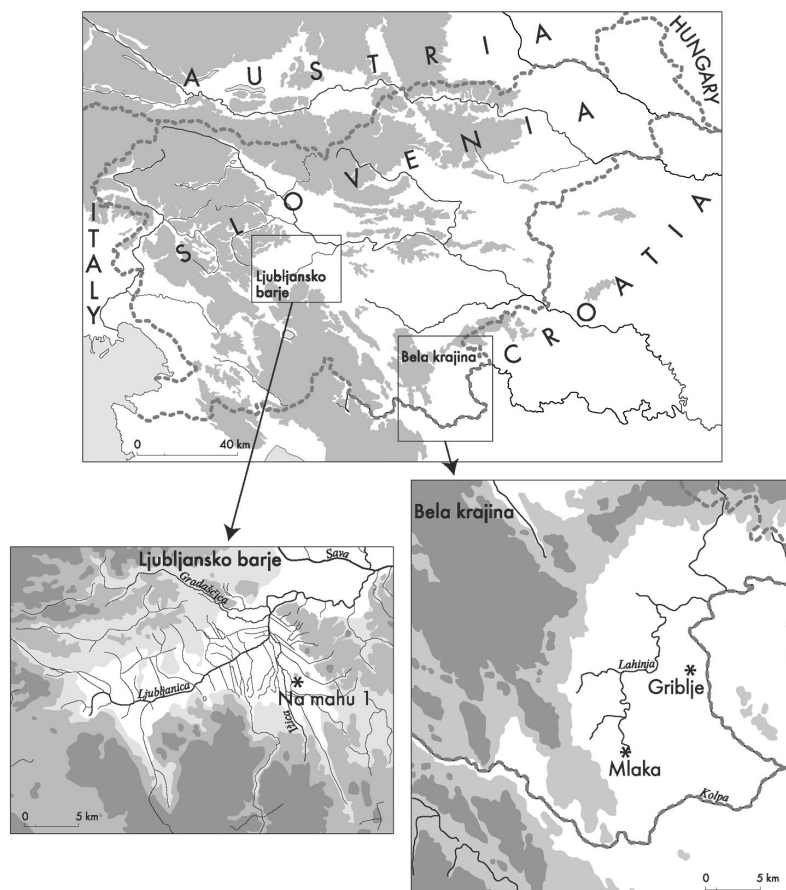 AUSTRIA
HUNGARY
SLOVENIA
ITALY
CROATIA
Ljubljansko
barje
Bela krajina
0 40 km
Ljubljansko barje
Sava
Gradaščica
Ljubljanica
Na mahu 1
Išica
0 5 km
Bela krajina
Lahinja
Griblje
Mlaka
Kolpa
0 5 km